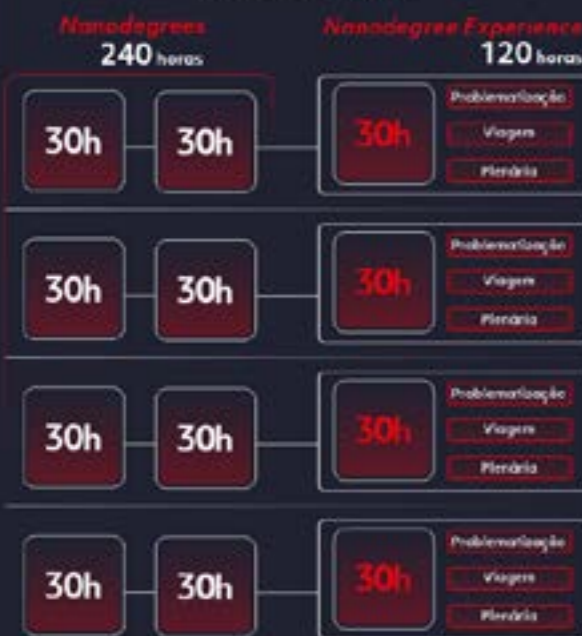 Nanodegrees
240 horas
Nanodegree Experience
120 horas
30h
30h
30h
Problematização
Viagem
Plenária
30h
30h
30h
Problematização
Viagem
Plenária
30h
30h
30h
Problematização
Viagem
Plenária
30h
30h
30h
Problematização
Viagem
Plenária